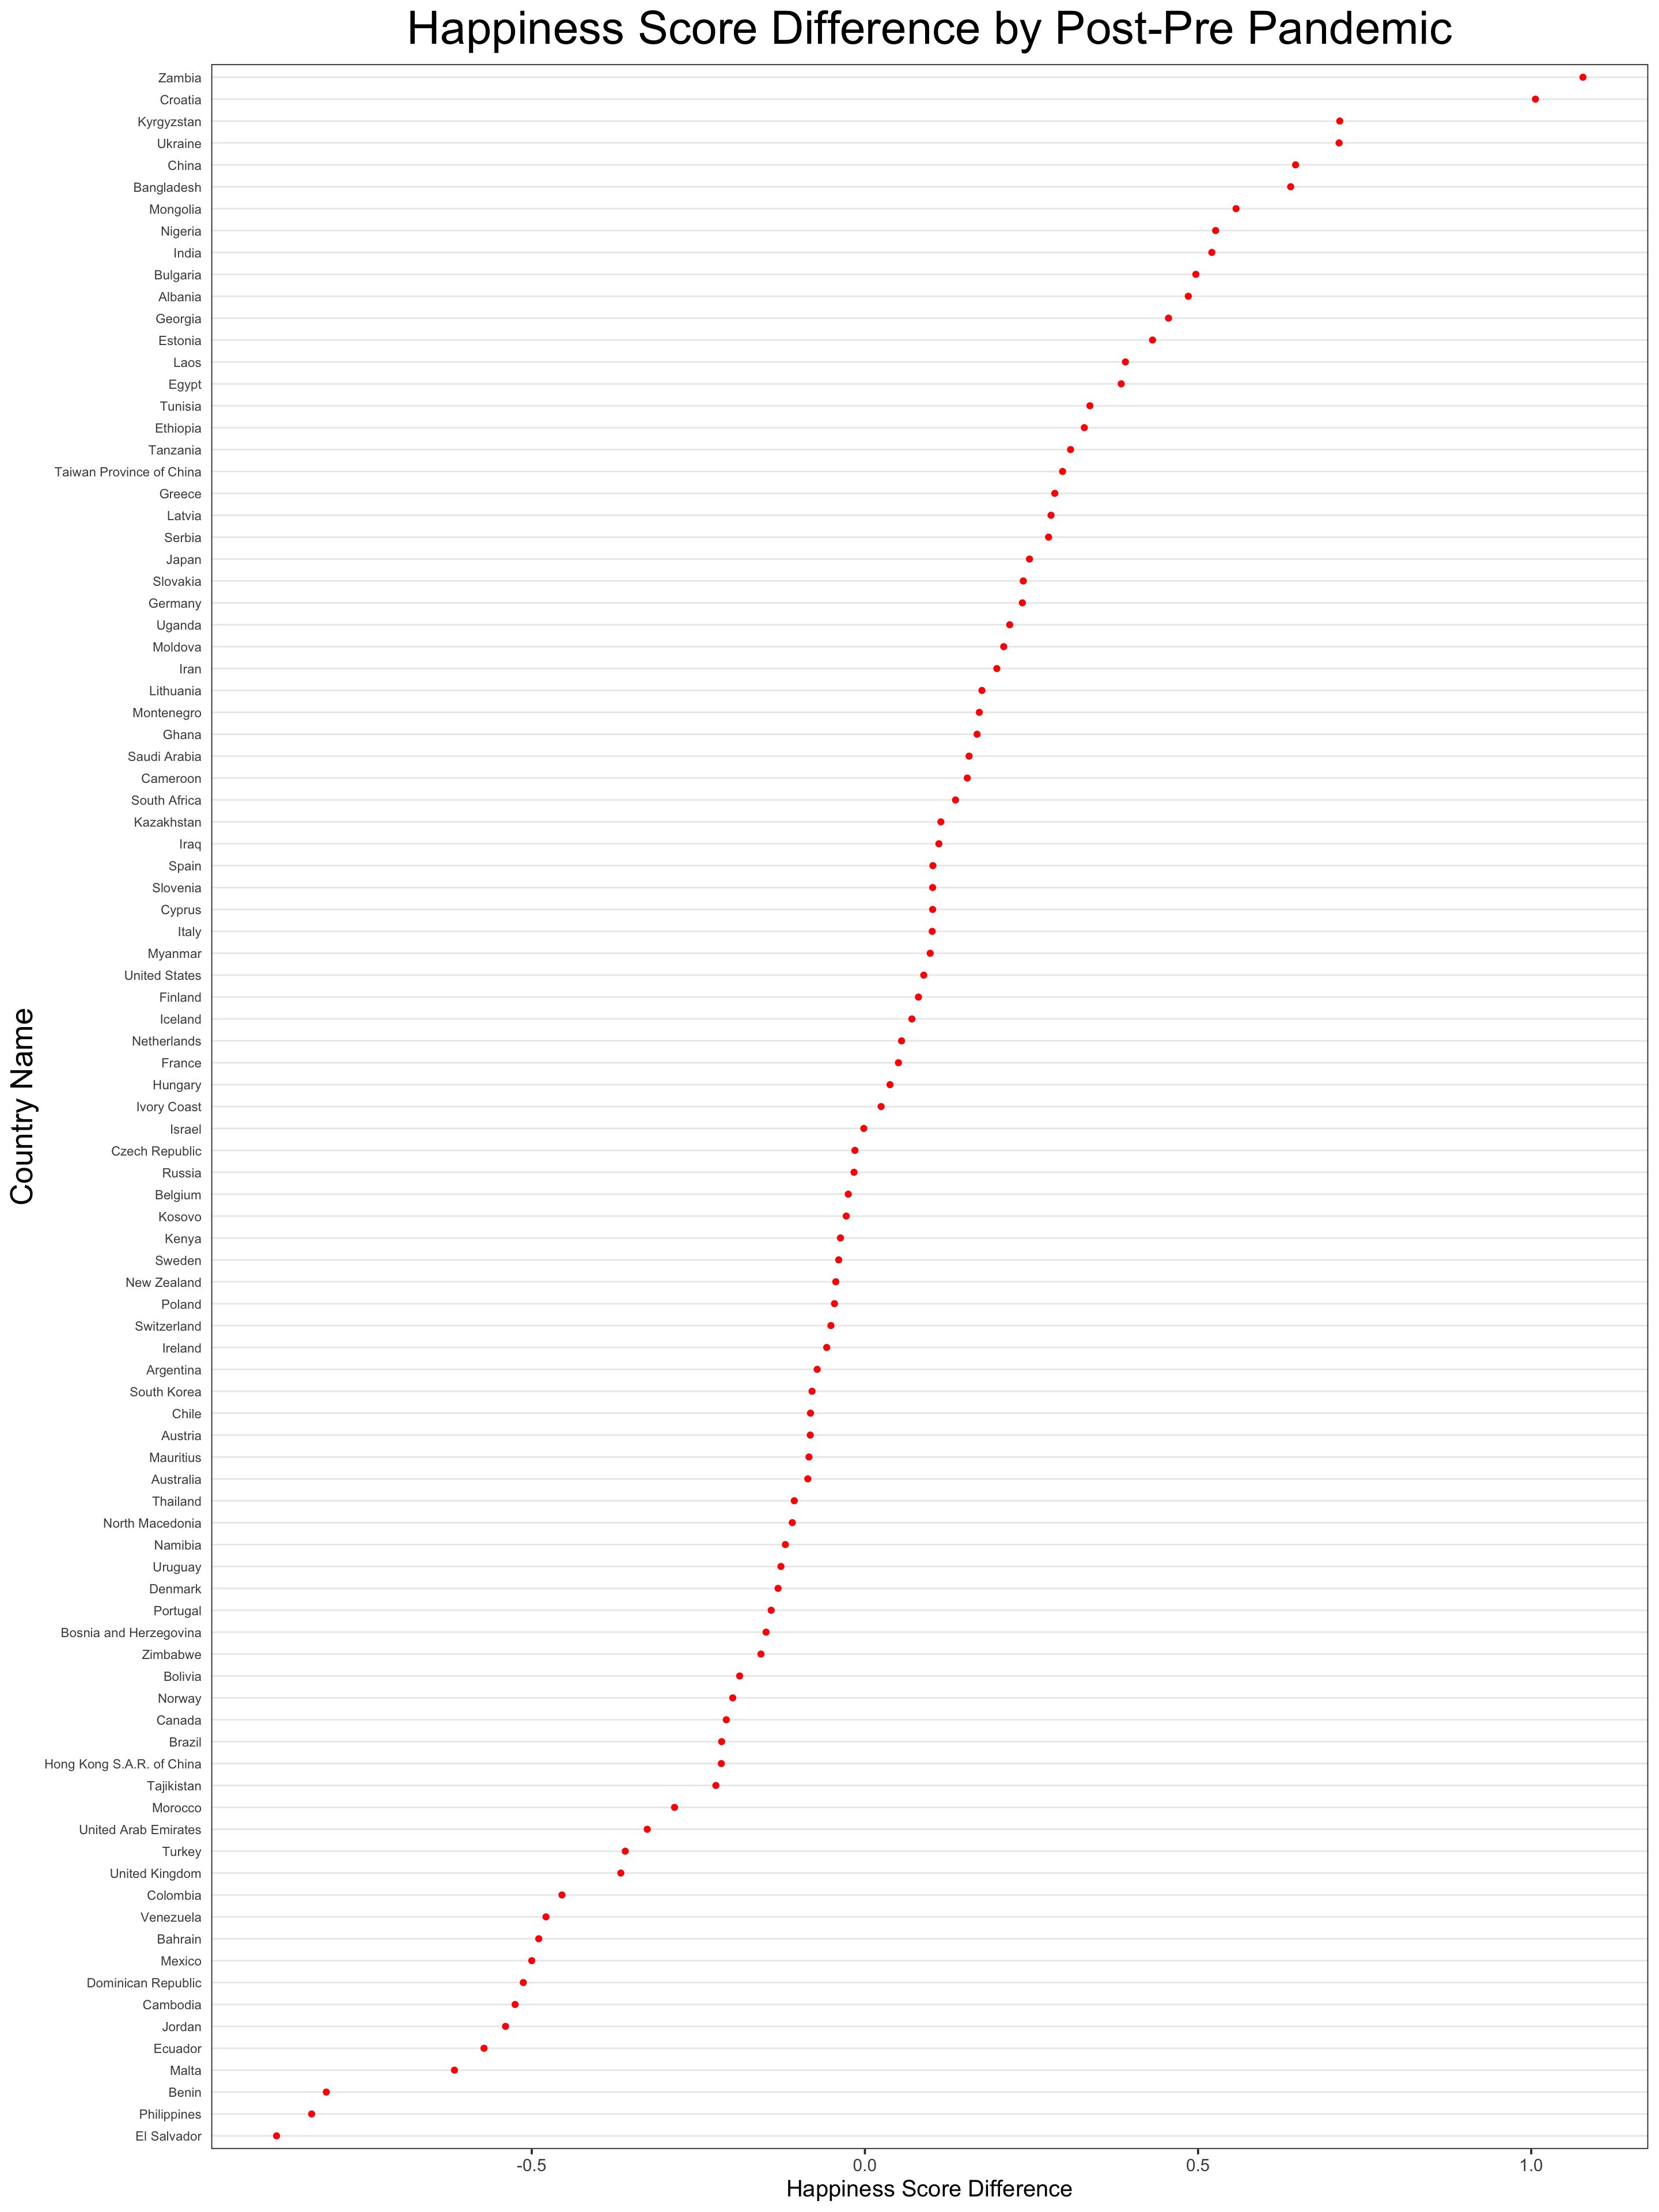 Happiness Score Difference by Post-Pre Pandemic
Country Name
Zambia
Croatia
Kyrgyzstan
Ukraine
China
Bangladesh
Mongolia
Nigeria
India
Bulgaria
Albania
Georgia
Estonia
Laos
Egypt
Tunisia
Ethiopia
Tanzania
Taiwan Province of China
Greece
Latvia
Serbia
Japan
Slovakia
Germany
Uganda
Moldova
Iran
Lithuania
Montenegro
Ghana
Saudi Arabia
Cameroon
South Africa
Kazakhstan
Iraq
Spain
Slovenia
Cyprus
Italy
Myanmar
United States
Finland
Iceland
Netherlands
France
Hungary
Ivory Coast
Israel
Czech Republic
Russia
Belgium
Kosovo
Kenya
Sweden
New Zealand
Poland
Switzerland
Ireland
Argentina
South Korea
Chile
Austria
Mauritius
Australia
Thailand
North Macedonia
Namibia
Uruguay
Denmark
Portugal
Bosnia and Herzegovina
Zimbabwe
Bolivia
Norway
Canada
Brazil
Hong Kong S.A.R. of China
Tajikistan
Morocco
United Arab Emirates
Turkey
United Kingdom
Colombia
Venezuela
Bahrain
Mexico
Dominican Republic
Cambodia
Jordan
Ecuador
Malta
Benin
Philippines
El Salvador
-0.5 0.0 0.5 1.0
Happiness Score Difference